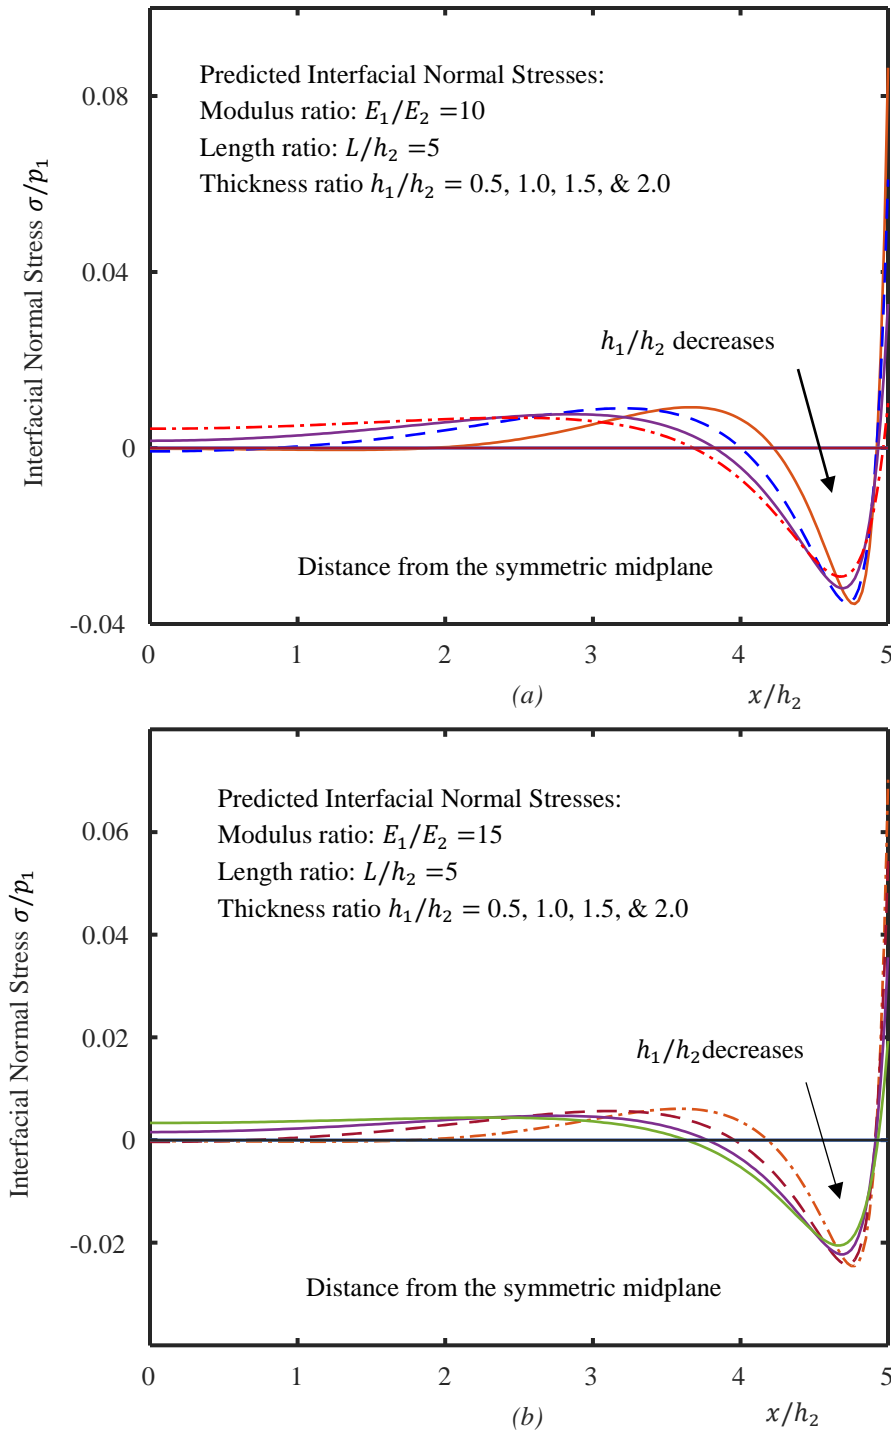 Predicted Interfacial Normal Stresses:
Modulus ratio: E₁/E₂ =10
Length ratio: L/h₂ =5
Thickness ratio h₁/h₂ = 0.5, 1.0, 1.5, & 2.0
0.08
0.04
0
-0.04
Interfacial Normal Stress σ/p₁
h₁/h₂ decreases
Distance from the symmetric midplane
0 1 2 3 4 5
(a) x/h₂
Predicted Interfacial Normal Stresses:
Modulus ratio: E₁/E₂ =15
Length ratio: L/h₂ =5
Thickness ratio h₁/h₂ = 0.5, 1.0, 1.5, & 2.0
0.06
0.04
0.02
0
-0.02
Interfacial Normal Stress σ/p₁
h₁/h₂decreases
Distance from the symmetric midplane
0 1 2 3 4 5
(b) x/h₂